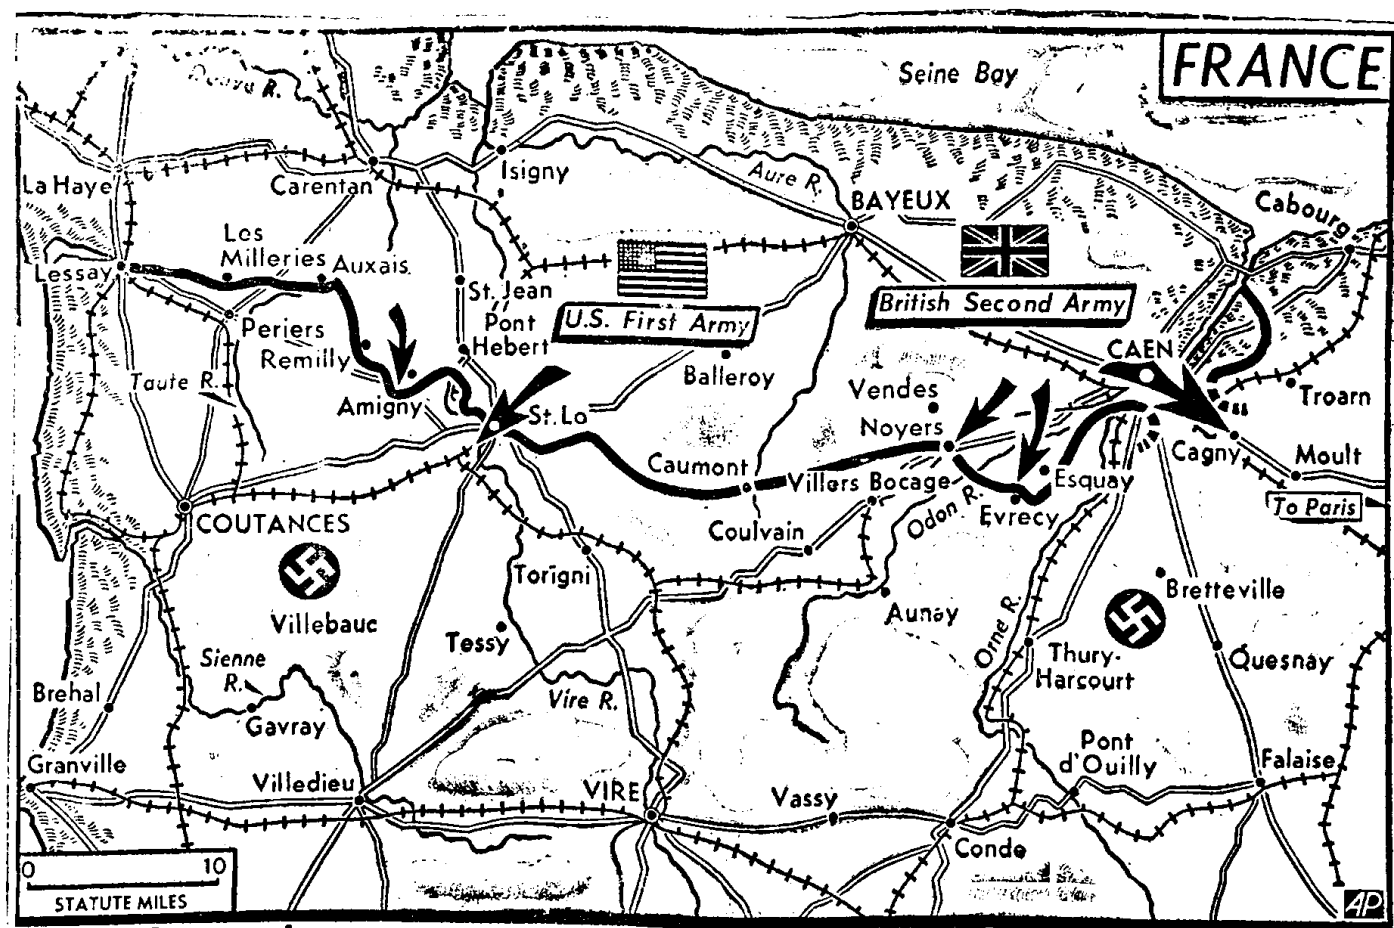 FRANCE
Seine Bay
Douve R.
Isigny
Aure R.
La Haye
Carentan
BAYEUX
Cabourg
Les
Milleries
Auxais
Lessay
St. Jean
U.S. First Army
British Second Army
Periers
Remilly
Pont
Hebert
CAEN
Taute R.
Amigny
St. Lo
Balleroy
Vendes
Noyers
Troarn
Cagny
Moult
Caumont
Villers Bocage
Esquay
Evrecy
Odon R.
To Paris
COUTANCES
Coulvain
Torigni
Bretteville
Villebauc
Tessy
Aunay
Orne R.
Thury-
Harcourt
Quesnay
Sienne
R.
Brehal
Gavray
Vire R.
Granville
Villedieu
VIRE
Vassy
Pont
d'Ouilly
Falaise
Conde
0 10
STATUTE MILES
AP